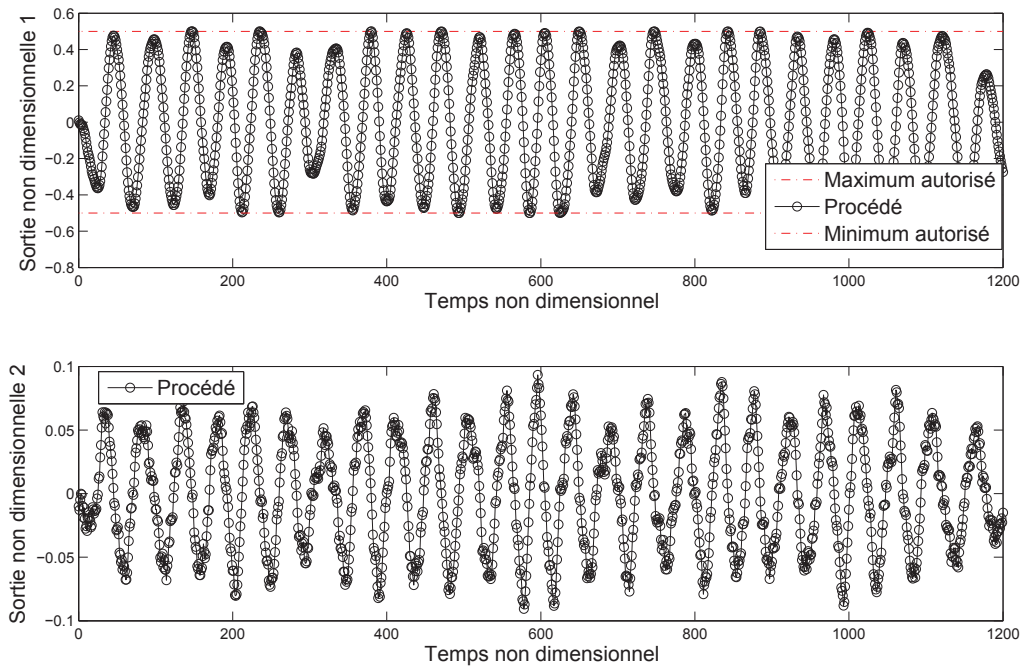 0.6
0.4
0.2
0
−0.2
−0.4
−0.6
−0.8
Sortie non dimensionnelle 1
Maximum autorisé
Procédé
Minimum autorisé
0 200 400 600 800 1000 1200
Temps non dimensionnel
0.1
0.05
0
−0.05
−0.1
Sortie non dimensionnelle 2
Procédé
0 200 400 600 800 1000 1200
Temps non dimensionnel